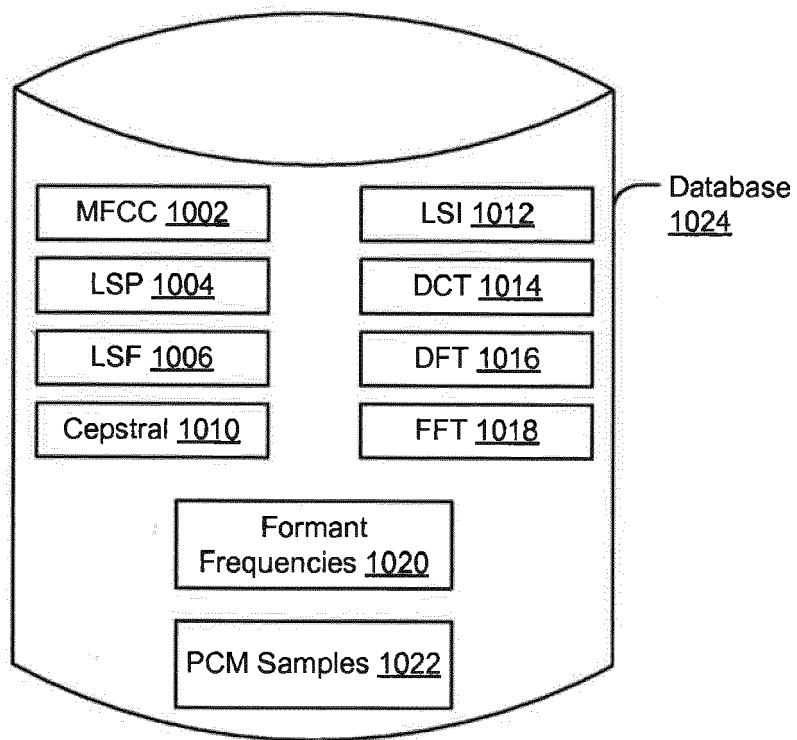 MFCC 1002
LSI 1012
Database
1024
LSP 1004
DCT 1014
LSF 1006
DFT 1016
Cepstral 1010
FFT 1018
Formant
Frequencies 1020
PCM Samples 1022